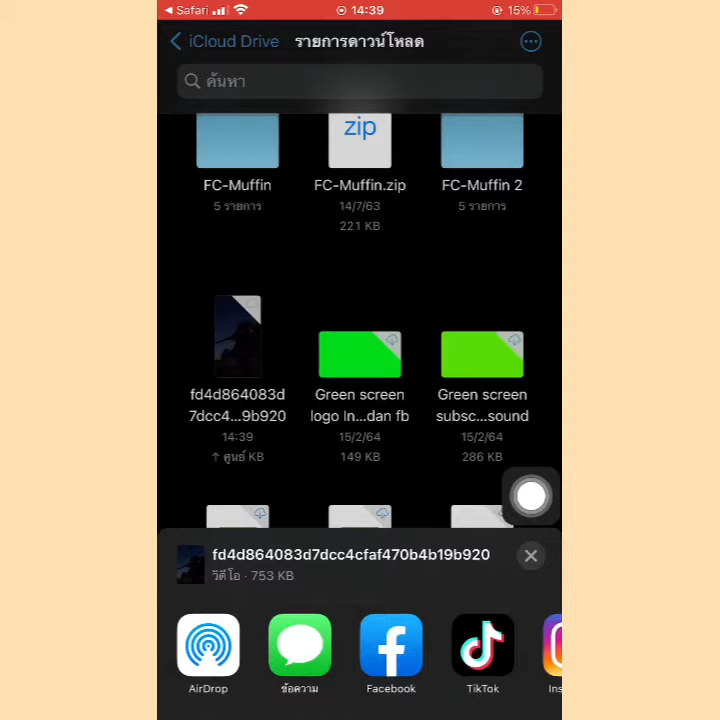 Safari 14:39 15%
iCloud Drive รายการดาวน์โหลด
ค้นหา
zip
FC-Muffin FC-Muffin.zip FC-Muffin 2
5 รายการ 14/7/63 5 รายการ
221 KB
fd4d864083d Green screen Green screen
7dcc4...9b920 logo In...dan fb subsc...sound
14:39 15/2/64 15/2/64
↑ ศูนย์ KB 149 KB 286 KB
fd4d864083d7dcc4cfaf470b4b19b920
วิดีโอ · 753 KB
AirDrop ข้อความ Facebook TikTok Ins